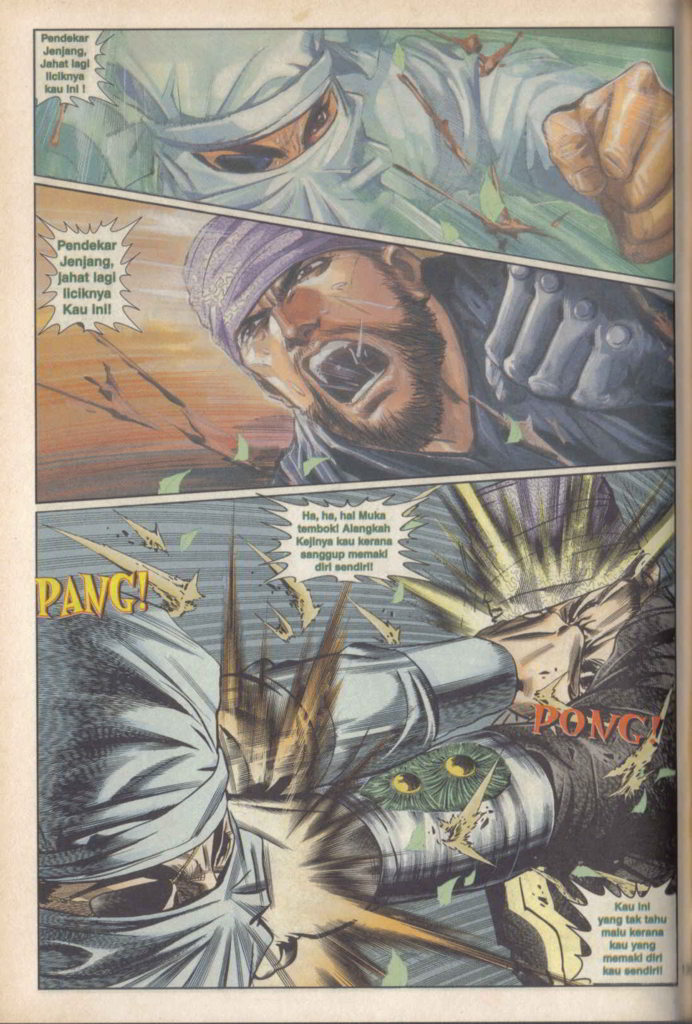 Pendekar
Jenjang,
Jahat lagi
liciknya
kau ini !
Pendekar
Jenjang,
jahat lagi
liciknya
Kau ini!
Ha, ha, ha! Muka
tembok! Alangkah
Kejinya kau kerana
sanggup memaki
diri sendiri!!
PANG!
PONG!
Kau ini
yang tak tahu
malu kerana
kau yang
memaki diri
kau sendiri!!